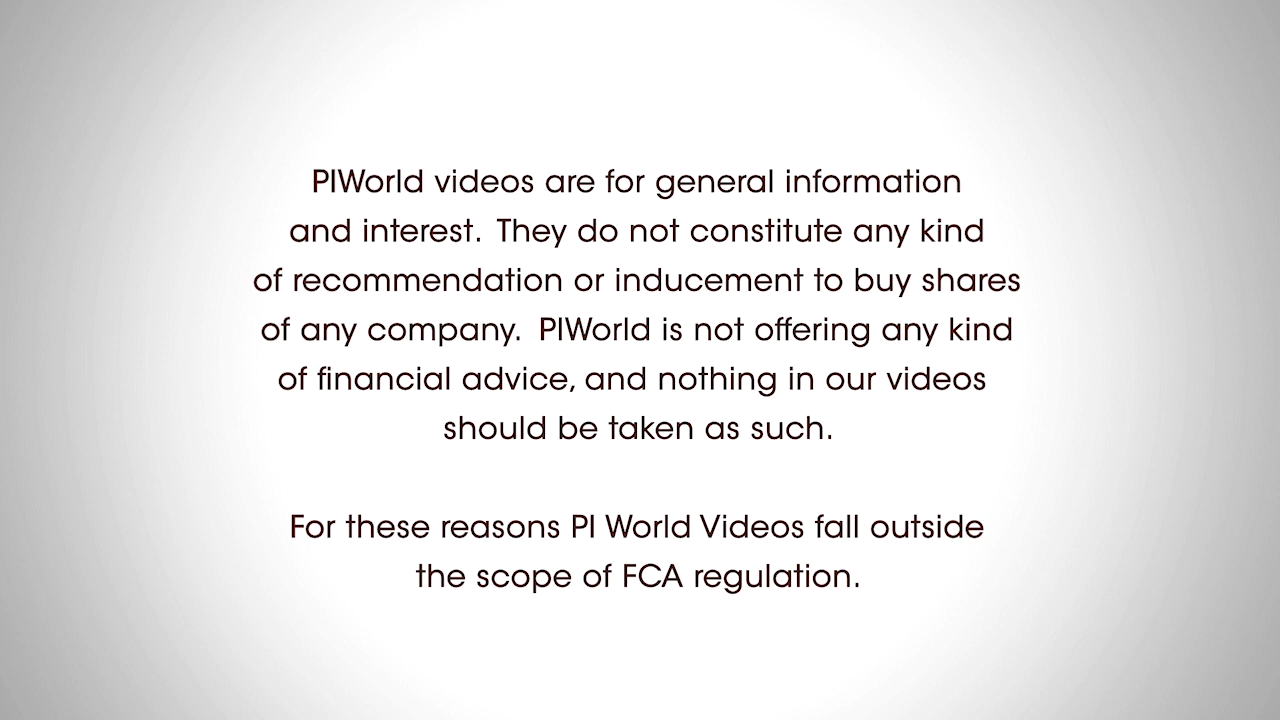 PIWorld videos are for general information
and interest. They do not constitute any kind
of recommendation or inducement to buy shares
of any company. PIWorld is not offering any kind
of financial advice, and nothing in our videos
should be taken as such.
For these reasons PI World Videos fall outside
the scope of FCA regulation.